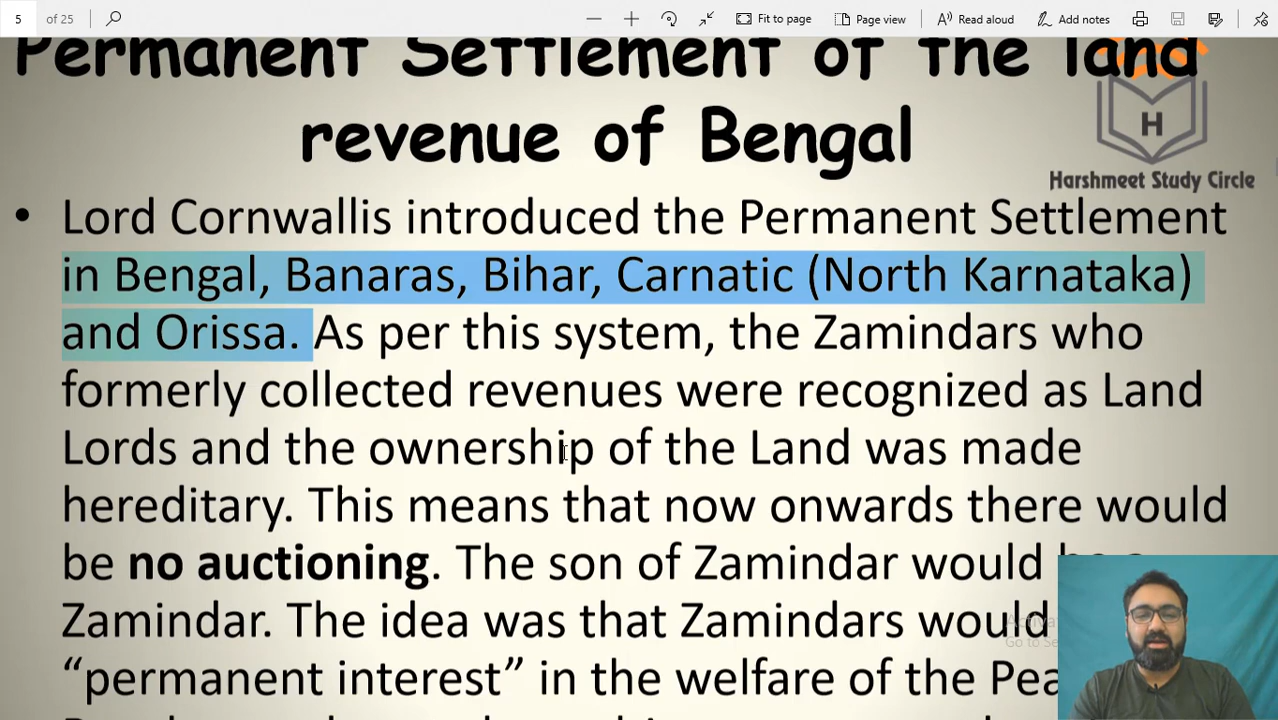 5 of 25 Fit to page Page view Read aloud Add notes
Permanent Settlement of the land
revenue of Bengal
H
Harshmeet Study Circle
• Lord Cornwallis introduced the Permanent Settlement
in Bengal, Banaras, Bihar, Carnatic (North Karnataka)
and Orissa. As per this system, the Zamindars who
formerly collected revenues were recognized as Land
Lords and the ownership of the Land was made
hereditary. This means that now onwards there would
be no auctioning. The son of Zamindar would
Zamindar. The idea was that Zamindars would
"permanent interest" in the welfare of the